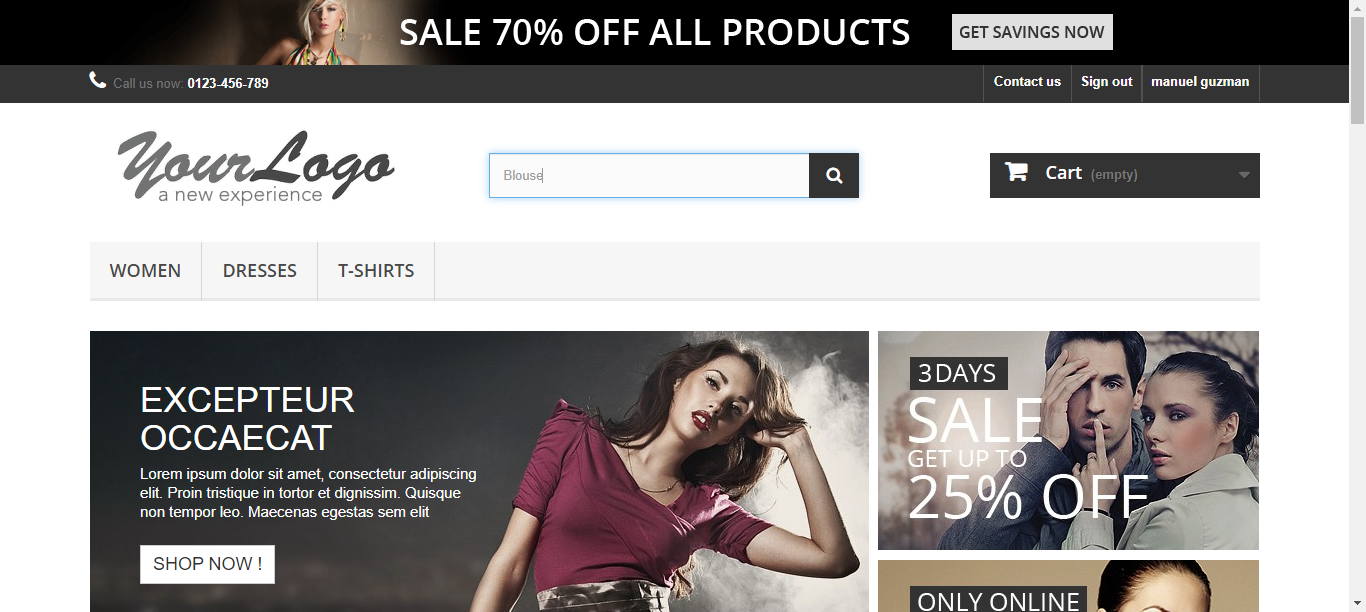 SALE 70% OFF ALL PRODUCTS
GET SAVINGS NOW
Call us now: 0123-456-789
Contact us
Sign out
manuel guzman
YourLogo
a new experience
Blouse
Cart (empty)
WOMEN
DRESSES
T-SHIRTS
EXCEPTEUR
OCCAECAT
Lorem ipsum dolor sit amet, consectetur adipiscing
elit. Proin tristique in tortor et dignissim. Quisque
non tempor leo. Maecenas egestas sem elit
SHOP NOW !
3 DAYS
SALE
GET UP TO
25% OFF
ONLY ONLINE